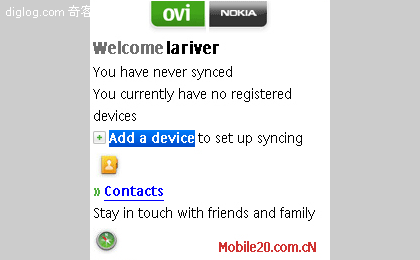 diglog.com 奇客
ovi NOKIA
Welcome lariver
You have never synced
You currently have no registered
devices
Add a device to set up syncing
» Contacts
Stay in touch with friends and family
Mobile20.com.cN